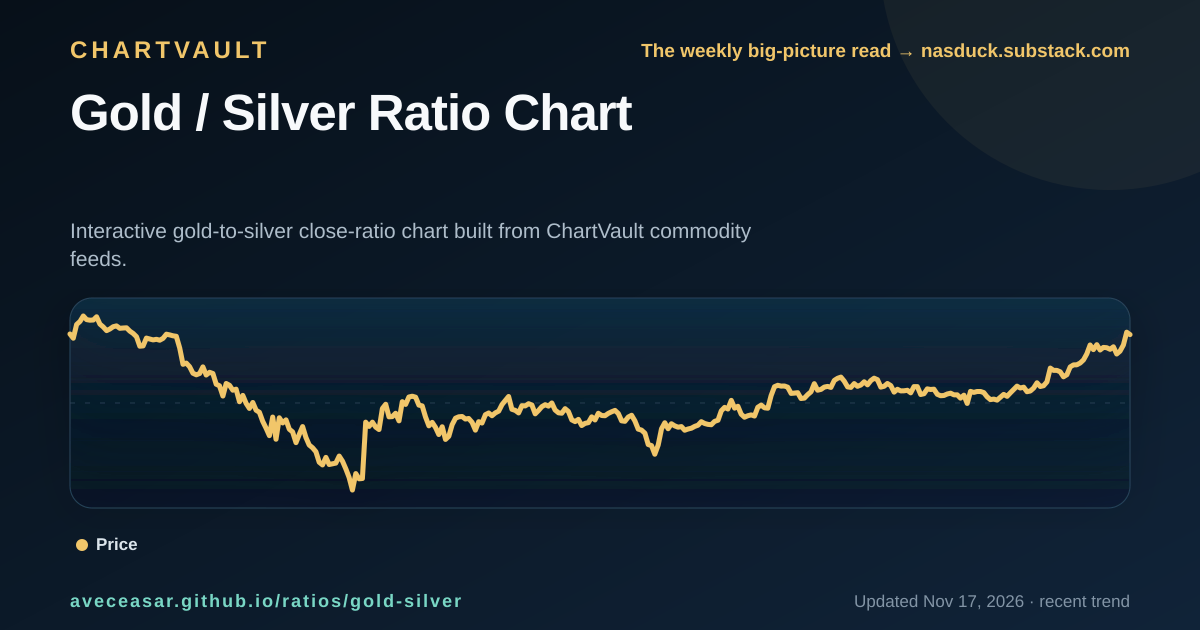 CHARTVAULT
The weekly big-picture read → nasduck.substack.com
Gold / Silver Ratio Chart
Interactive gold-to-silver close-ratio chart built from ChartVault commodity
feeds.
Price
aveceasar.github.io/ratios/gold-silver
Updated Nov 17, 2026 · recent trend